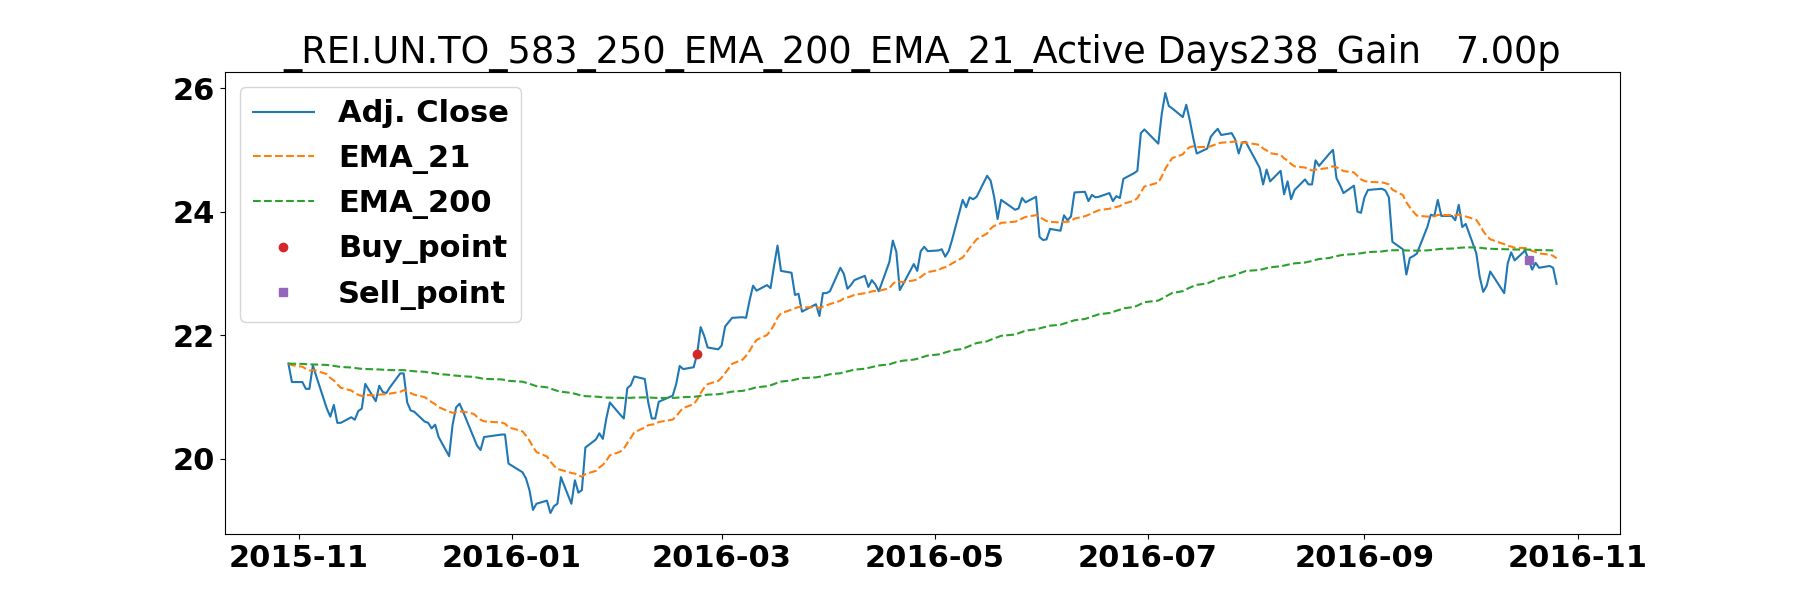 _REI.UN.TO_583_250_EMA_200_EMA_21_Active Days238_Gain   7.00p
26
24
22
20
Adj. Close
EMA_21
EMA_200
Buy_point
Sell_point
2015-11 2016-01 2016-03 2016-05 2016-07 2016-09 2016-11